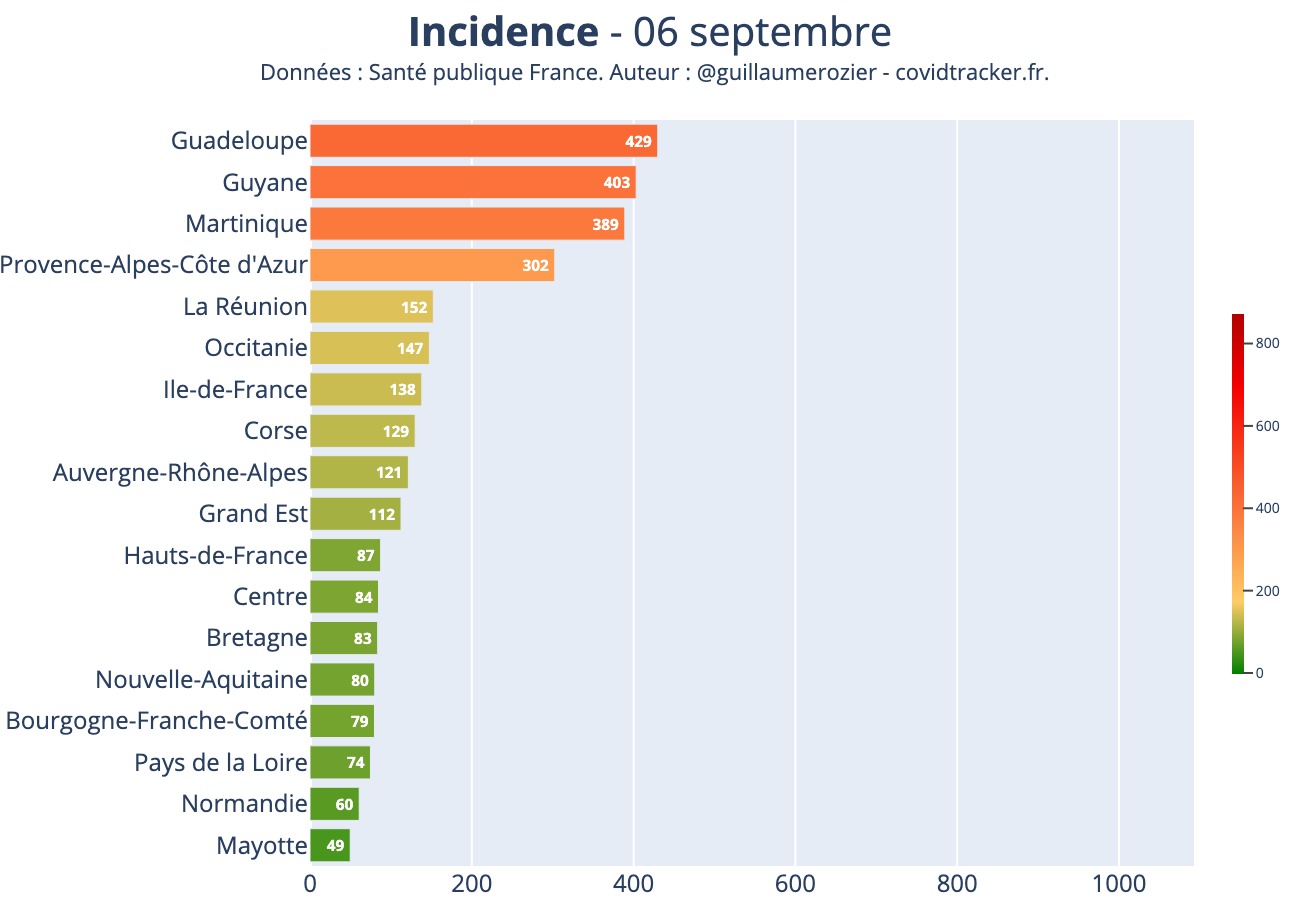 Incidence - 06 septembre
Données : Santé publique France. Auteur : @guillaumerozier - covidtracker.fr.
Guadeloupe 429
Guyane 403
Martinique 389
Provence-Alpes-Côte d'Azur 302
La Réunion 152
Occitanie 147
Ile-de-France 138
Corse 129
Auvergne-Rhône-Alpes 121
Grand Est 112
Hauts-de-France 87
Centre 84
Bretagne 83
Nouvelle-Aquitaine 80
Bourgogne-Franche-Comté 79
Pays de la Loire 74
Normandie 60
Mayotte 49
0 200 400 600 800 1000
800
600
400
200
0